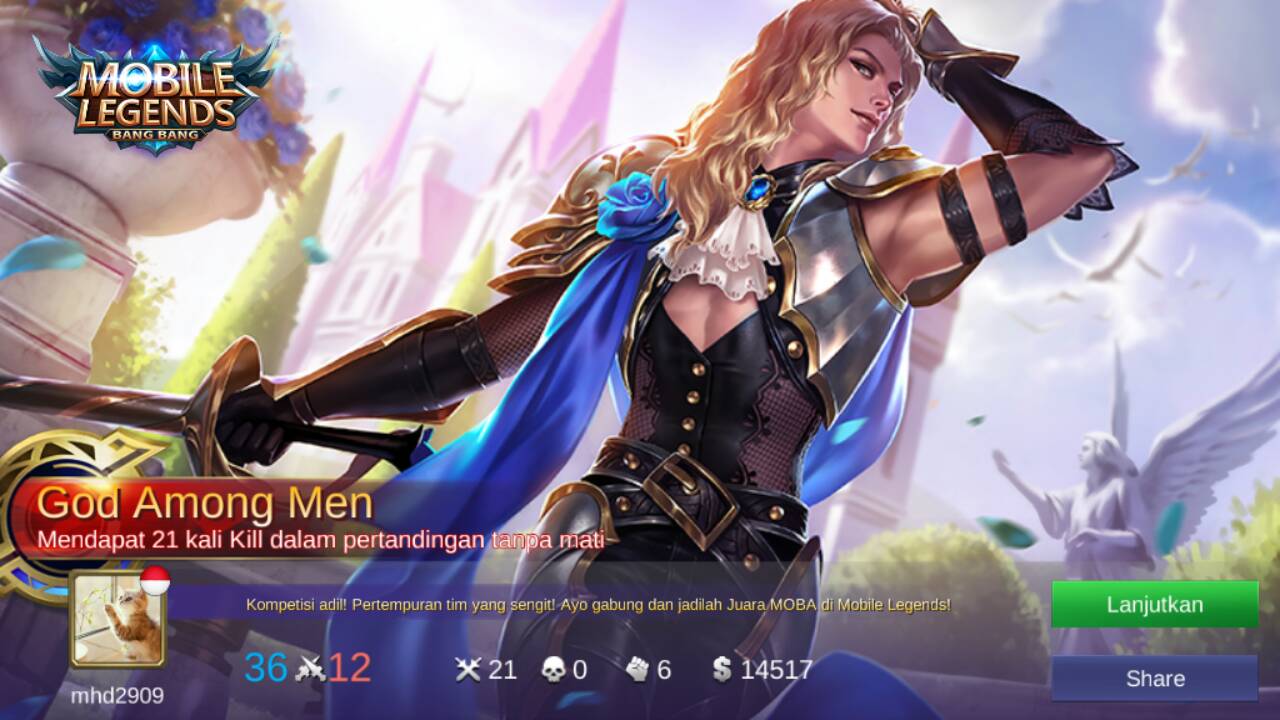 MOBILE
LEGENDS
BANG BANG
God Among Men
Mendapat 21 kali Kill dalam pertandingan tanpa mati
Kompetisi adil! Pertempuran tim yang sengit! Ayo gabung dan jadilah Juara MOBA di Mobile Legends!
Lanjutkan
36 12 21 0 6 $ 14517
Share
mhd2909